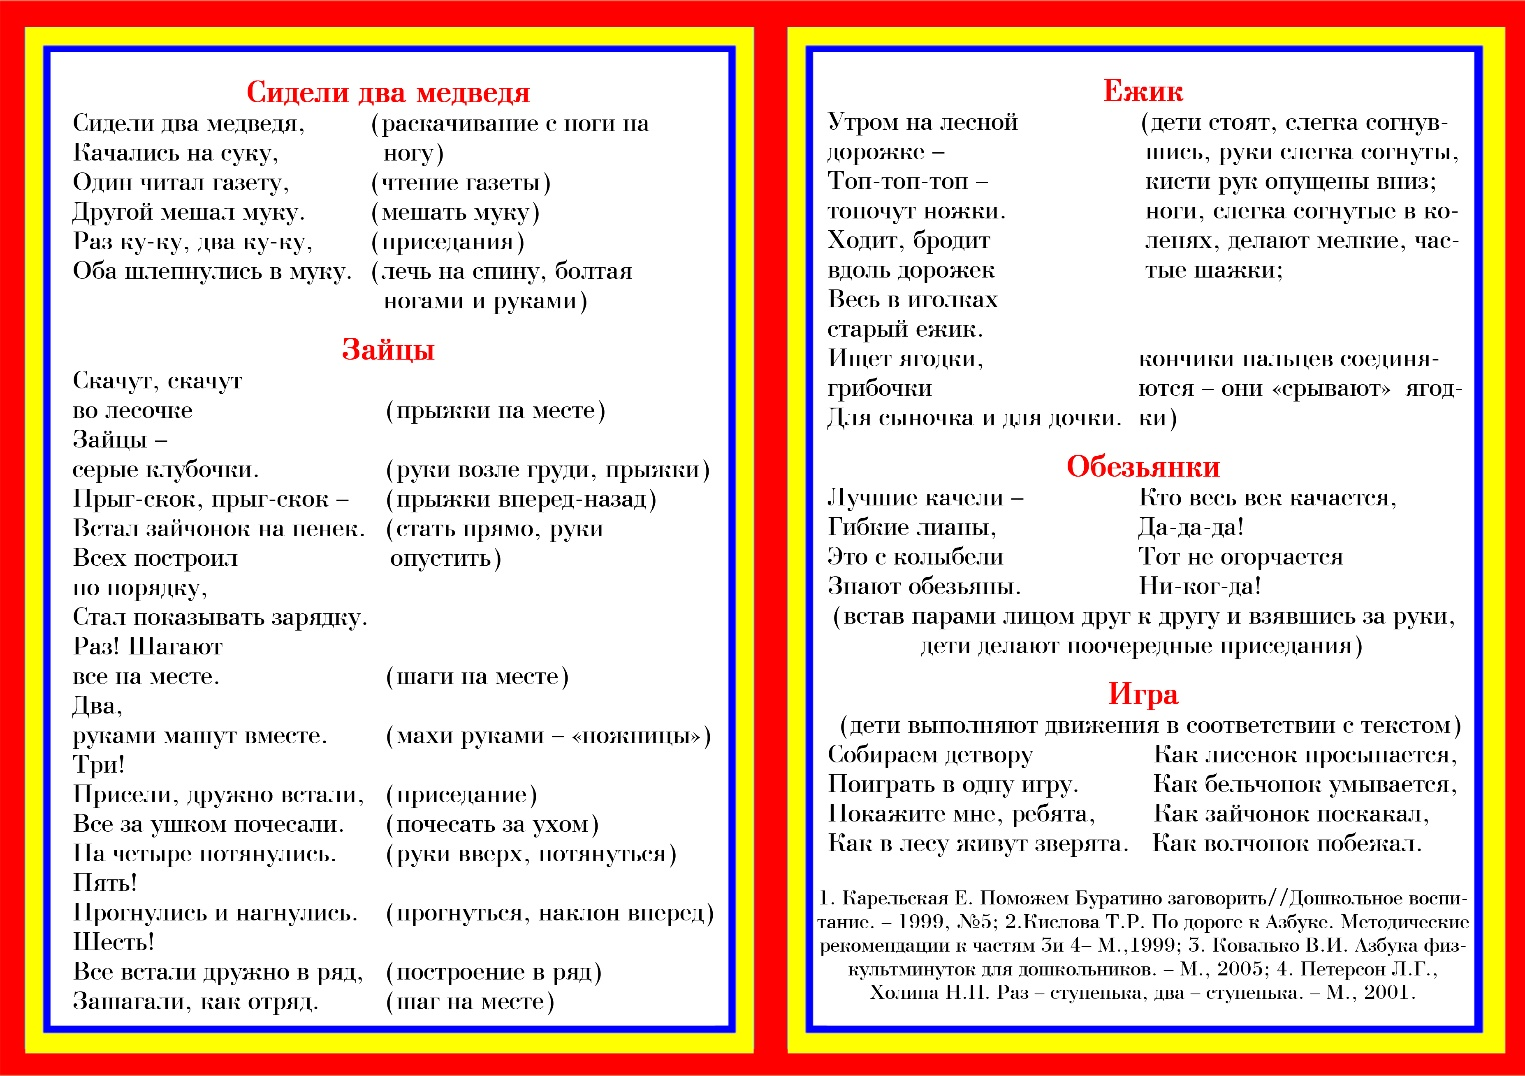 Сидели два медведя
Сидели два медведя, (раскачивание с ноги на
Качались на суку, ногу)
Один читал газету, (чтение газеты)
Другой мешал муку. (мешать муку)
Раз ку-ку, два ку-ку, (приседания)
Оба шлепнулись в муку. (лечь на спину, болтая
ногами и руками)
Зайцы
Скачут, скачут
во лесочке (прыжки на месте)
Зайцы –
серые клубочки. (руки возле груди, прыжки)
Прыг-скок, прыг-скок – (прыжки вперед-назад)
Встал зайчонок на пенек. (стать прямо, руки
Всех построил опустить)
по порядку,
Стал показывать зарядку.
Раз! Шагают
все на месте. (шаги на месте)
Два,
руками машут вместе. (махи руками – «ножницы»)
Три!
Присели, дружно встали, (приседание)
Все за ушком почесали. (почесать за ухом)
На четыре потянулись. (руки вверх, потянуться)
Пять!
Прогнулись и нагнулись. (прогнуться, наклон вперед)
Шесть!
Все встали дружно в ряд, (построение в ряд)
Зашагали, как отряд. (шаг на месте)
Ежик
Утром на лесной (дети стоят, слегка согнув-
дорожке – шись, руки слегка согнуты,
Топ-топ-топ – кисти рук опущены вниз;
топочут ножки. ноги, слегка согнутые в ко-
Ходит, бродит ленях, делают мелкие, час-
вдоль дорожек тые шажки;
Весь в иголках
старый ежик.
Ищет ягодки, кончики пальцев соединя-
грибочки ются – они «срывают» ягод-
Для сыночка и для дочки. ки)
Обезьянки
Лучшие качели – Кто весь век качается,
Гибкие лианы, Да-да-да!
Это с колыбели Тот не огорчается
Знают обезьяны. Ни-ког-да!
(встав парами лицом друг к другу и взявшись за руки,
дети делают поочередные приседания)
Игра
(дети выполняют движения в соответствии с текстом)
Собираем детвору Как лисенок просыпается,
Поиграть в одну игру. Как бельчонок умывается,
Покажите мне, ребята, Как зайчонок поскакал,
Как в лесу живут зверята. Как волчонок побежал.
1. Карельская Е. Поможем Буратино заговорить//Дошкольное воспи-
тание. – 1999, №5; 2.Кислова Т.Р. По дороге к Азбуке. Методические
рекомендации к частям 3и 4– М.,1999; 3. Ковалько В.И. Азбука физ-
культминуток для дошкольников. – М., 2005; 4. Петерсон Л.Г.,
Холина Н.П. Раз – ступенька, два – ступенька. – М., 2001.